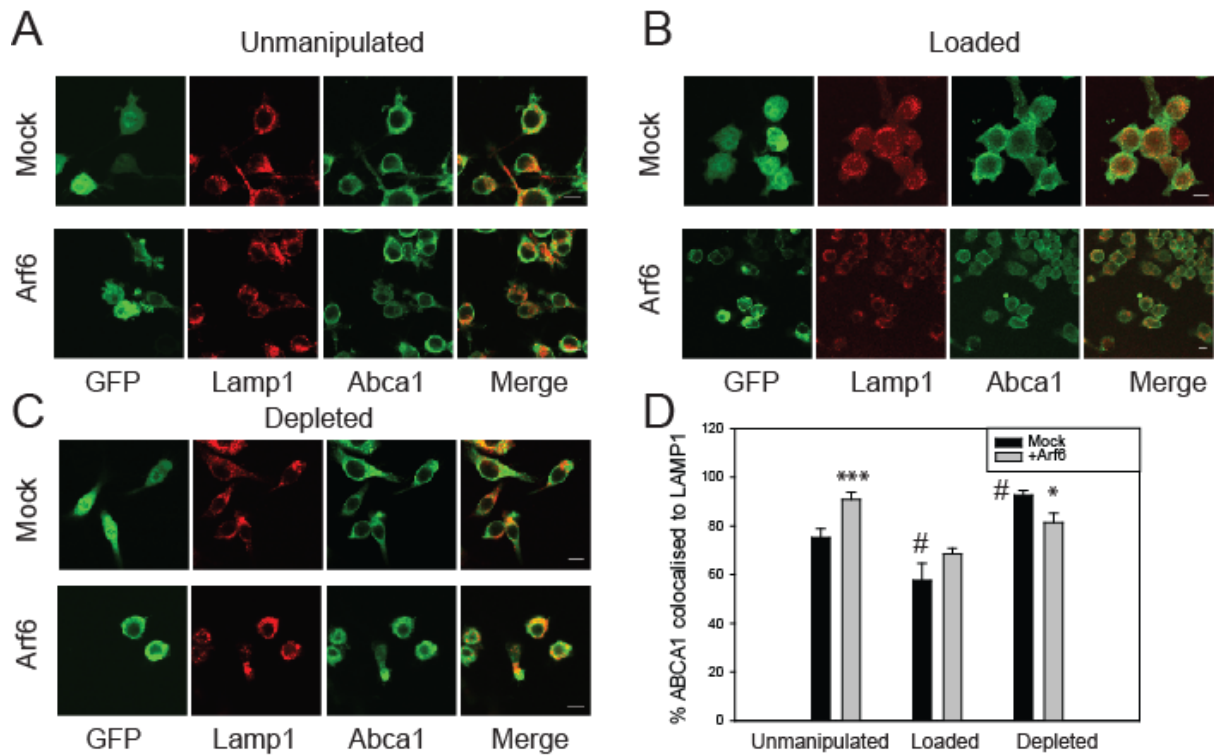 A
Unmanipulated
Mock
Arf6
GFP Lamp1 Abca1 Merge
B
Loaded
Mock
Arf6
GFP Lamp1 Abca1 Merge
C
Depleted
Mock
Arf6
GFP Lamp1 Abca1 Merge
D
% ABCA1 colocalised to LAMP1
120
100
80
60
40
20
0
Mock
+Arf6
***
#
#
*
Unmanipulated Loaded Depleted